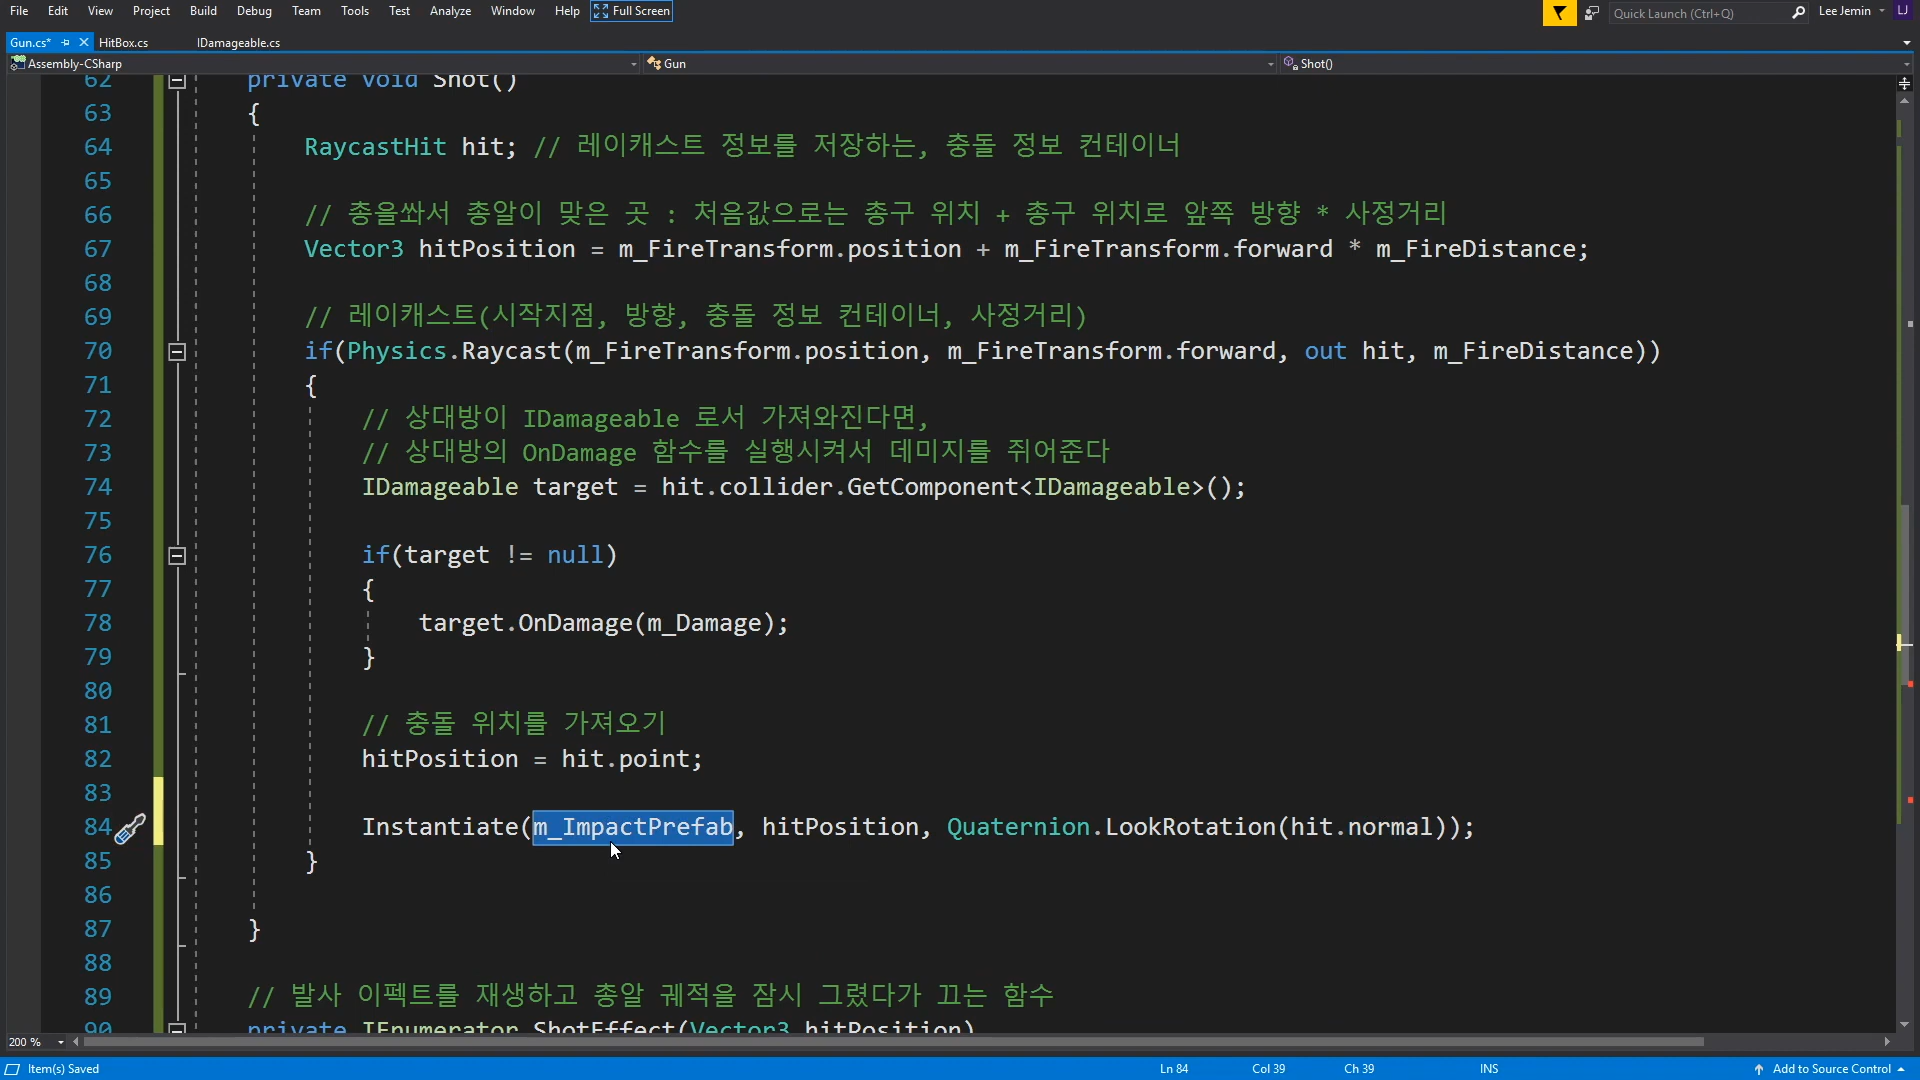 File Edit View Project Build Debug Team Tools Test Analyze Window Help Full Screen Quick Launch (Ctrl+Q) Lee Jemin LJ
Gun.cs* HitBox.cs IDamageable.cs
Assembly-CSharp Gun Shot()
62 private void Shot()
63 {
64 RaycastHit hit; // 레이캐스트 정보를 저장하는, 충돌 정보 컨테이너
65
66 // 총을쏴서 총알이 맞은 곳 : 처음값으로는 총구 위치 + 총구 위치로 앞쪽 방향 * 사정거리
67 Vector3 hitPosition = m_FireTransform.position + m_FireTransform.forward * m_FireDistance;
68
69 // 레이캐스트(시작지점, 방향, 충돌 정보 컨테이너, 사정거리)
70 if(Physics.Raycast(m_FireTransform.position, m_FireTransform.forward, out hit, m_FireDistance))
71 {
72 // 상대방이 IDamageable 로서 가져와진다면,
73 // 상대방의 OnDamage 함수를 실행시켜서 데미지를 쥐어준다
74 IDamageable target = hit.collider.GetComponent<IDamageable>();
75
76 if(target != null)
77 {
78 target.OnDamage(m_Damage);
79 }
80
81 // 충돌 위치를 가져오기
82 hitPosition = hit.point;
83
84 Instantiate(m_ImpactPrefab, hitPosition, Quaternion.LookRotation(hit.normal));
85 }
86
87 }
88
89 // 발사 이펙트를 재생하고 총알 궤적을 잠시 그렸다가 끄는 함수
90 private IEnumerator ShotEffect(Vector3 hitPosition)
200 %
Item(s) Saved Ln 84 Col 39 Ch 39 INS Add to Source Control